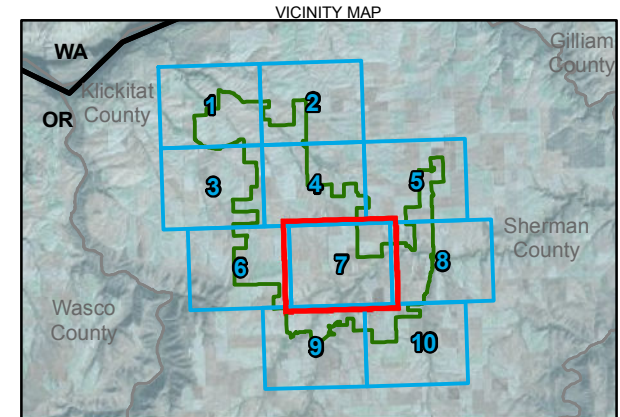 VICINITY MAP
WA
Gilliam
County
Klickitat
County
OR
1
2
3
4
5
Sherman
County
6
7
8
Wasco
County
9
10